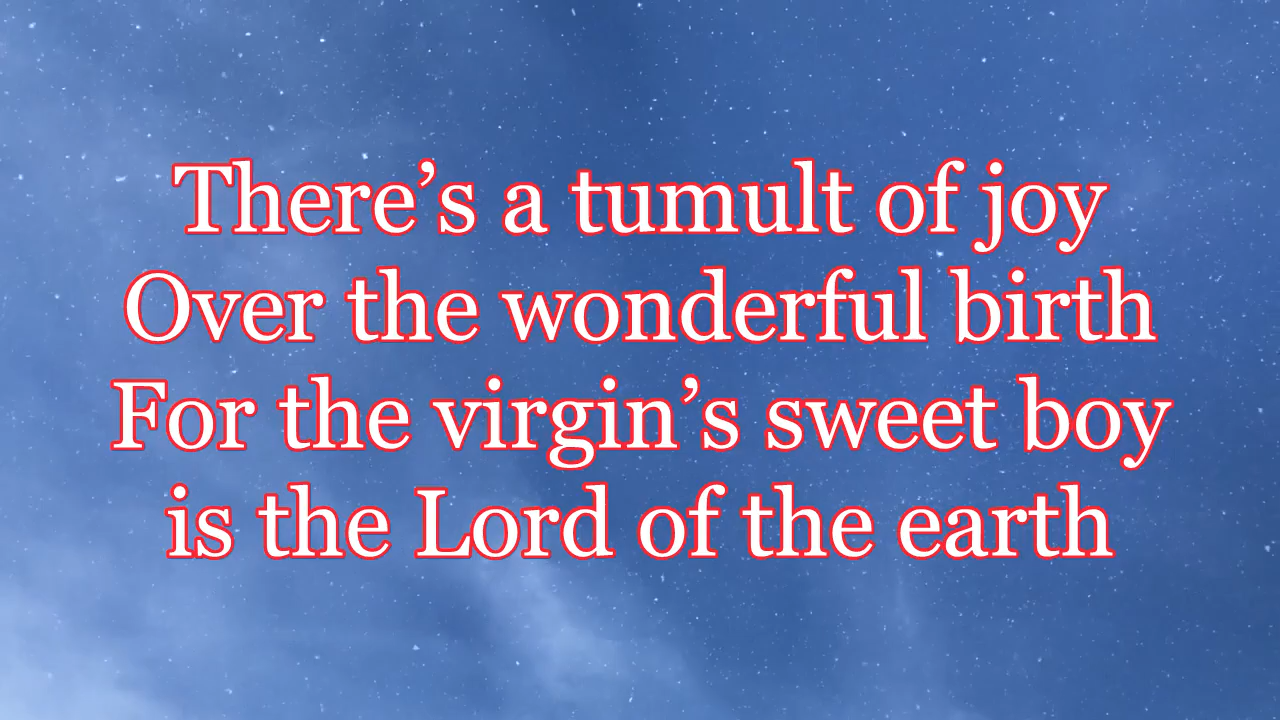 There’s a tumult of joy
Over the wonderful birth
For the virgin’s sweet boy
is the Lord of the earth